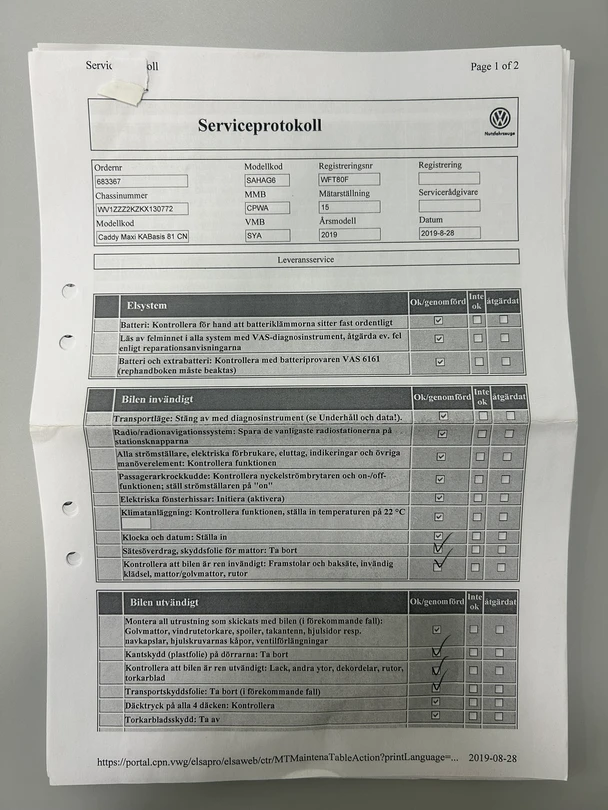 Servic oll
Page 1 of 2
Serviceprotokoll
Nutzfahrzeuge
Ordernr
683367
Modellkod
SAHAG6
Registreringsnr
WFT80F
Registrering
Chassinummer
WV1ZZZ2KZKX130772
MMB
CPWA
Mätarställning
15
Servicerådgivare
Modellkod
Caddy Maxi KABasis 81 CN
VMB
SYA
Årsmodell
2019
Datum
2019-8-28
Leveransservice
Elsystem Ok/genomförd Inte ok åtgärdat
Batteri: Kontrollera för hand att batteriklämmorna sitter fast ordentligt
Läs av felminnet i alla system med VAS-diagnosinstrument, åtgärda ev. fel
enligt reparationsanvisningarna
Batteri och extrabatteri: Kontrollera med batteriprovaren VAS 6161
(rephandboken måste beaktas)
Bilen invändigt Ok/genomförd Inte ok åtgärdat
Transportläge: Stäng av med diagnosinstrument (se Underhåll och data!).
Radio/radionavigationssystem: Spara de vanligaste radiostationerna på
stationsknapparna
Alla strömställare, elektriska förbrukare, eluttag, indikeringar och övriga
manöverelement: Kontrollera funktionen
Passagerarkrockkudde: Kontrollera nyckelströmbrytaren och on-/off-
funktionen; ställ strömställaren på "on"
Elektriska fönsterhissar: Initiera (aktivera)
Klimatanläggning: Kontrollera funktionen, ställa in temperaturen på 22 °C
Klocka och datum: Ställa in
Sätesöverdrag, skyddsfolie för mattor: Ta bort
Kontrollera att bilen är ren invändigt: Framstolar och baksäte, invändig
klädsel, mattor/golvmattor, rutor
Bilen utvändigt Ok/genomförd Inte ok åtgärdat
Montera all utrustning som skickats med bilen (i förekommande fall):
Golvmattor, vindrutetorkare, spoiler, takantenn, hjulsidor resp.
navkapslar, hjulskruvarnas kåpor, ventilförlängningar
Kantskydd (plastfolie) på dörrarna: Ta bort
Kontrollera att bilen är ren utvändigt: Lack, andra ytor, dekordelar, rutor,
torkarblad
Transportskyddsfolie: Ta bort (i förekommande fall)
Däcktryck på alla 4 däcken: Kontrollera
Torkarbladsskydd: Ta av
https://portal.cpn.vwg/elsapro/elsaweb/ctr/MTMaintenaTableAction?printLanguage=... 2019-08-28